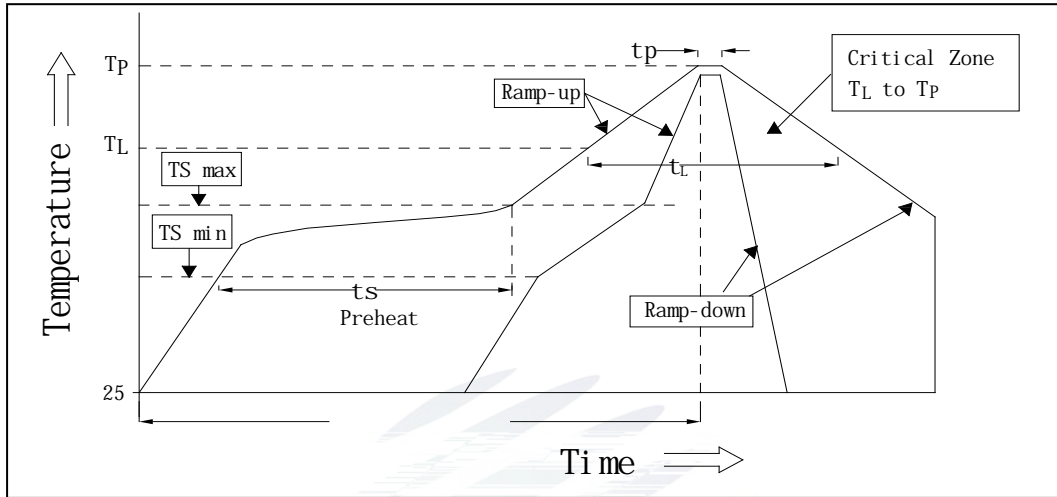 tp
Critical Zone
TL to TP
TP
Ramp-up
TL
TS max
tL
TS min
ts
Preheat
Ramp-down
25
Temperature
Time